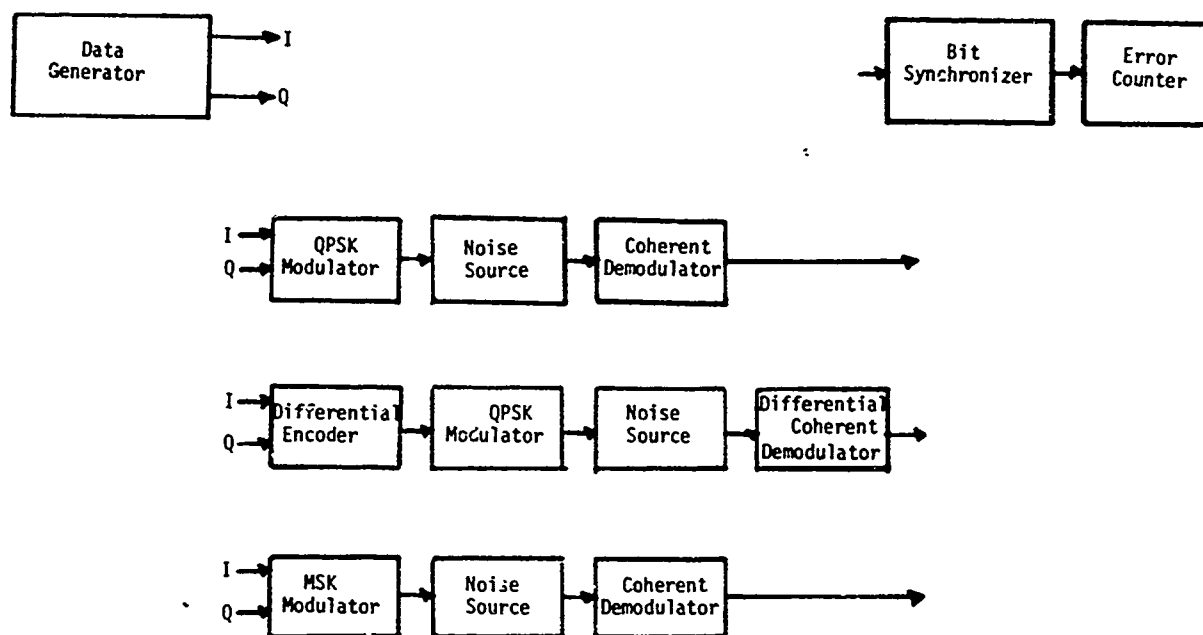 Data
Generator
I
Q
Bit
Synchronizer
Error
Counter
I
Q
QPSK
Modulator
Noise
Source
Coherent
Demodulator
I
Q
Differential
Encoder
QPSK
Modulator
Noise
Source
Differential
Coherent
Demodulator
I
Q
MSK
Modulator
Noise
Source
Coherent
Demodulator